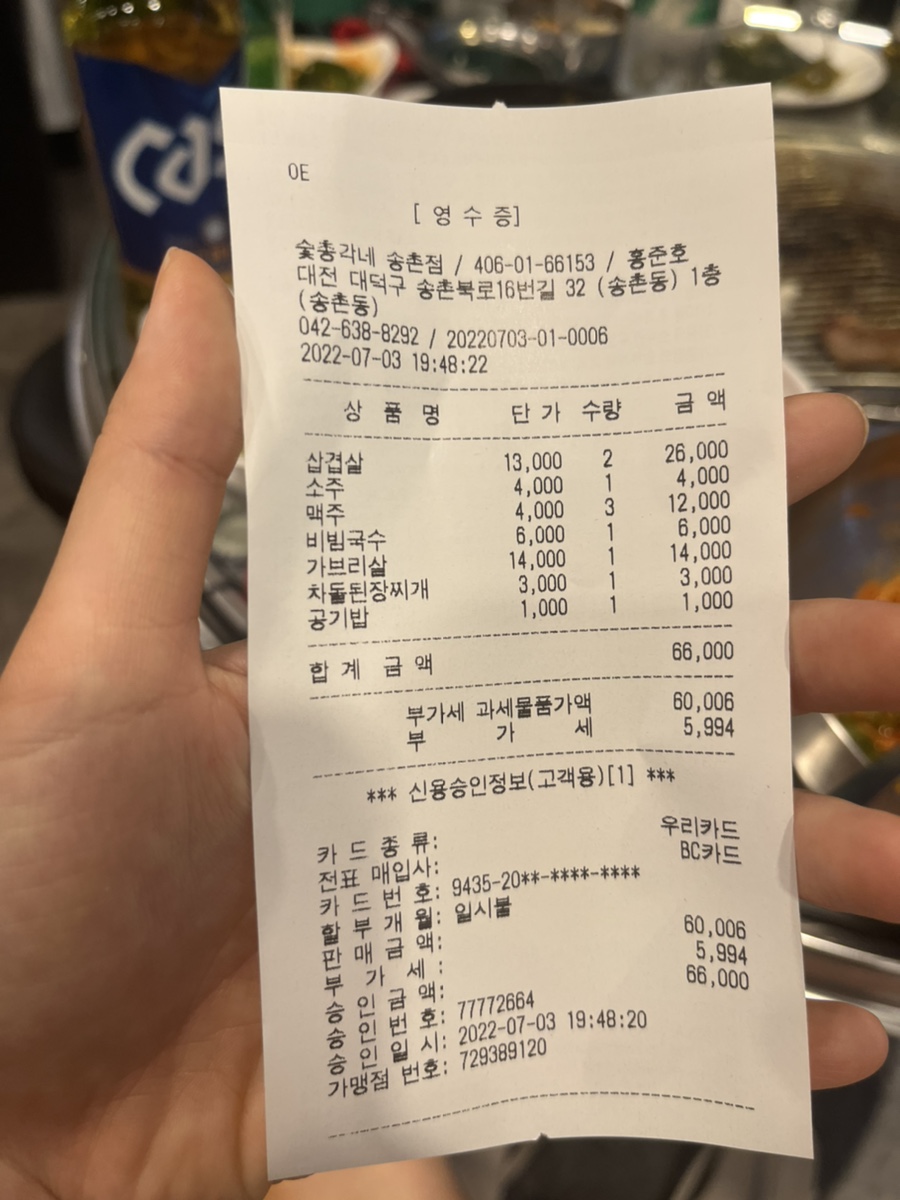 OE
[ 영 수 증]
숯총각네 송촌점 / 406-01-66153 / 홍준호
대전 대덕구 송촌북로16번길 32 (송촌동) 1층
(송촌동)
042-638-8292 / 20220703-01-0006
2022-07-03 19:48:22
상 품 명 단 가 수량 금 액
삽겹살 13,000 2 26,000
소주 4,000 1 4,000
맥주 4,000 3 12,000
비빔국수 6,000 1 6,000
가브리살 14,000 1 14,000
차돌된장찌개 3,000 1 3,000
공기밥 1,000 1 1,000
합 계 금 액 66,000
부가세 과세물품가액 60,006
부 가 세 5,994
*** 신용승인정보(고객용)[1] ***
카 드 종 류: 우리카드
전표 매입사: BC카드
카 드 번 호: 9435-20**-****-****
할 부 개 월: 일시불
판 매 금 액: 60,006
부 가 세 : 5,994
승 인 금 액: 66,000
승 인 번 호: 77772664
승 인 일 시: 2022-07-03 19:48:20
가맹점 번호: 729389120